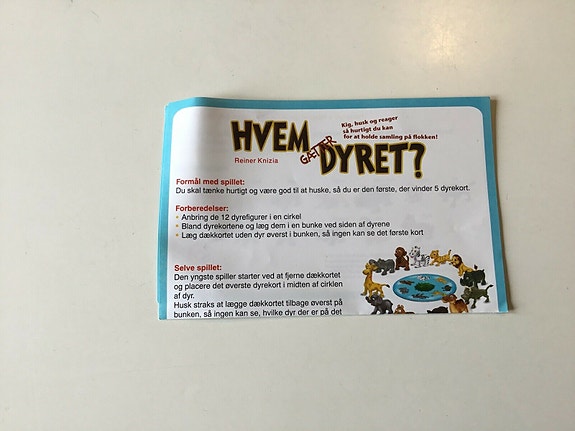 HVEM GÆTTER DYRET?
Kig, husk og reager
så hurtigt du kan
for at holde samling på flokken!
Reiner Knizia
Formål med spillet:
Du skal tænke hurtigt og være god til at huske, så du er den første, der vinder 5 dyrekort.
Forberedelser:
• Anbring de 12 dyrefigurer i en cirkel
• Bland dyrekortene og læg dem i en bunke ved siden af dyrene
• Læg dækkortet uden dyr øverst i bunken, så ingen kan se det første kort
Selve spillet:
Den yngste spiller starter ved at fjerne dækkortet
og placere det øverste dyrekort i midten af cirklen
af dyr.
Husk straks at lægge dækkortet tilbage øverst på
bunken, så ingen kan se, hvilke dyr der er på det